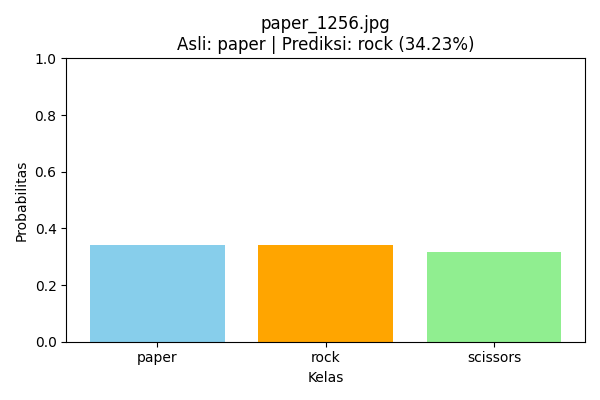 paper_1256.jpg
Asli: paper | Prediksi: rock (34.23%)
1.0
0.8
0.6
0.4
0.2
0.0
Probabilitas
paper
rock
scissors
Kelas